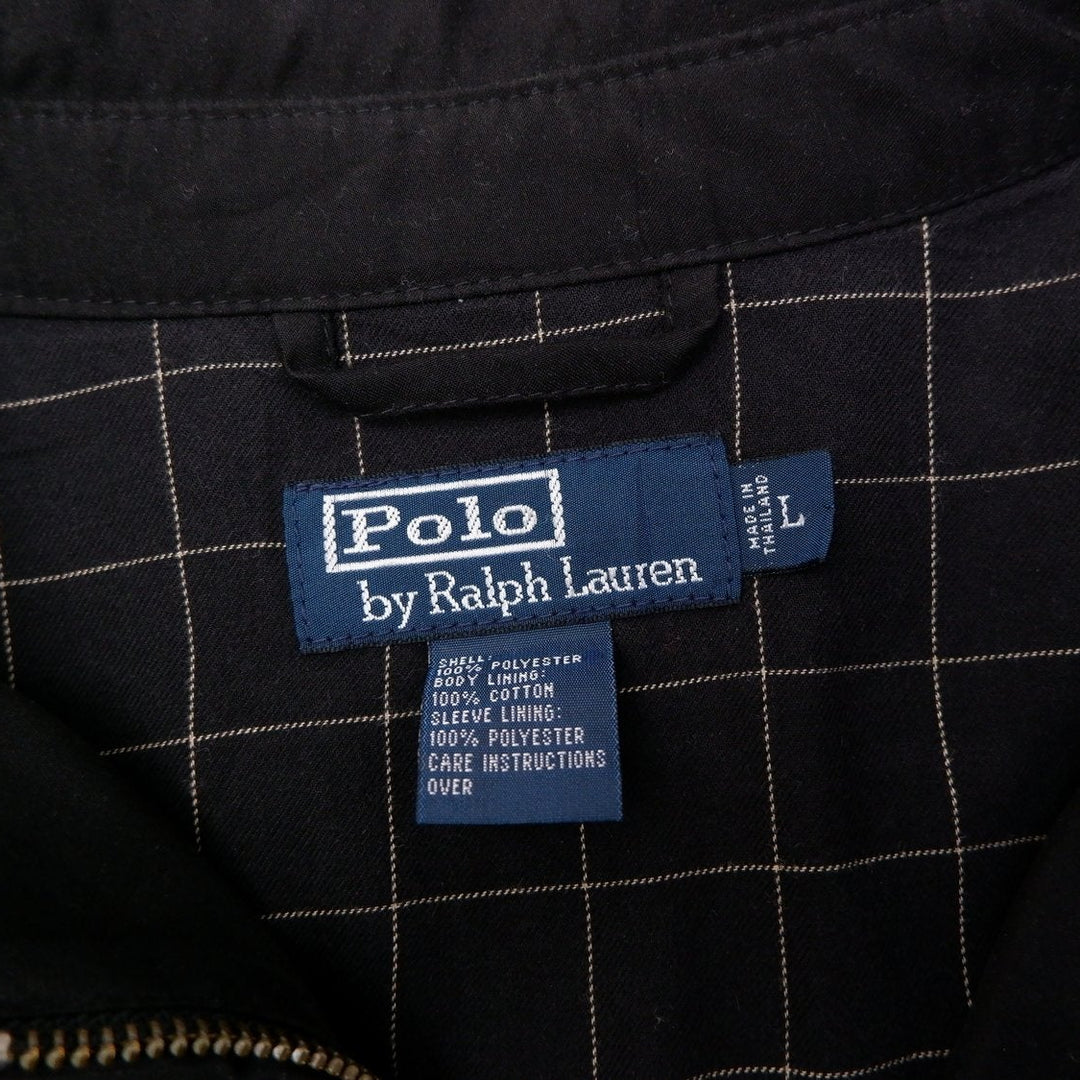 Polo
by Ralph Lauren
MADE IN
THAILAND
L
SHELL:
100% POLYESTER
BODY LINING:
100% COTTON
SLEEVE LINING:
100% POLYESTER
CARE INSTRUCTIONS
OVER